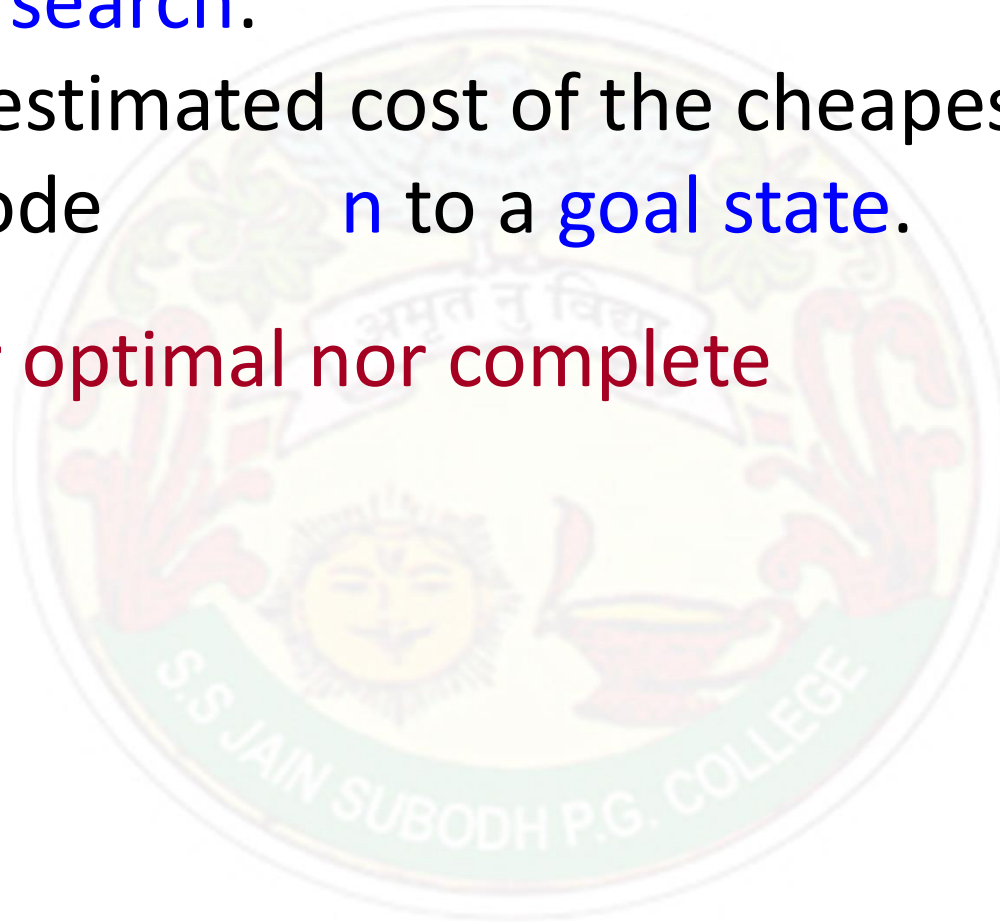 search.
estimated cost of the cheapes
ode n to a goal state.
optimal nor complete
अमृत नु विद्या
S.S JAIN SUBODH P.G. COLLEGE